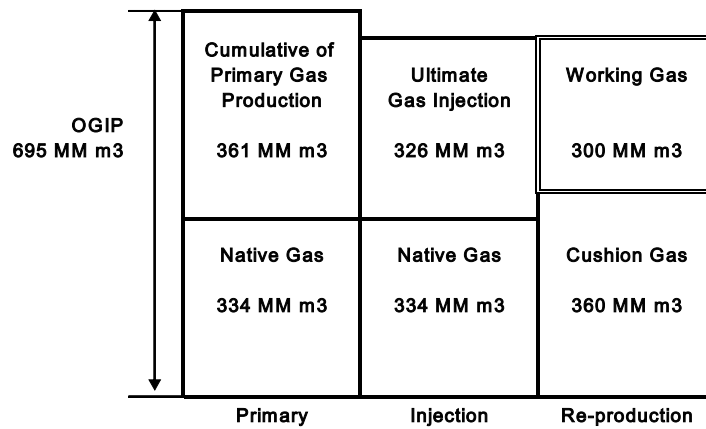 OGIP
695 MM m3
Cumulative of
Primary Gas
Production
361 MM m3
Ultimate
Gas Injection
326 MM m3
Working Gas
300 MM m3
Native Gas
334 MM m3
Native Gas
334 MM m3
Cushion Gas
360 MM m3
Primary
Injection
Re-production